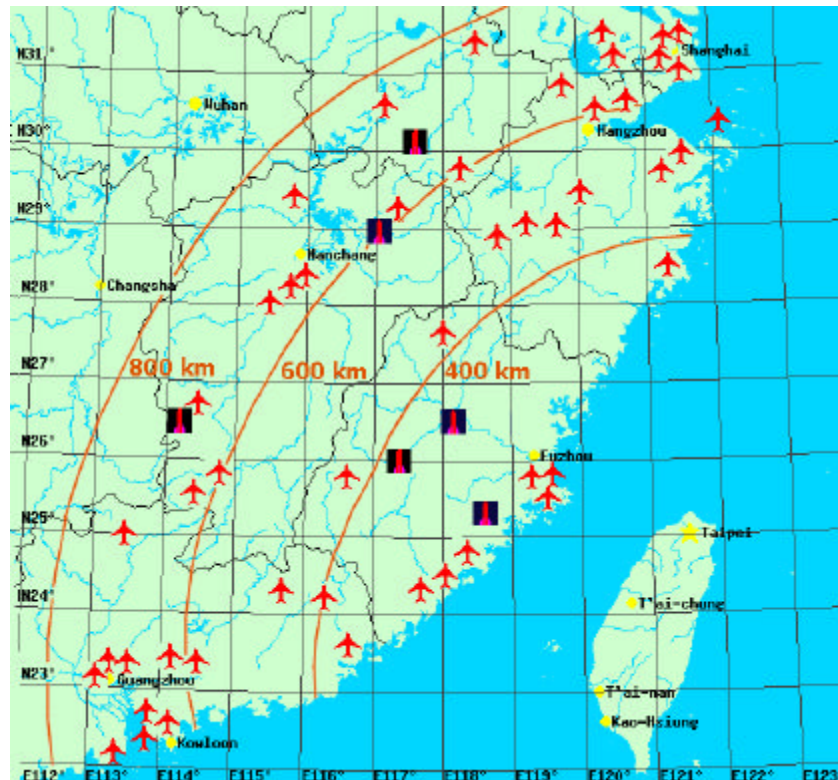 N31°
Shanghai
Wuhan
N30°
Hangzhou
N29°
Nanchang
N28°
Changsha
N27°
800 km
600 km
400 km
N26°
Fuzhou
N25°
Taipei
N24°
T'ai-chung
N23°
Guangzhou
T'ai-nan
Kao-Hsiung
Kowloon
E112° E113° E114° E115° E116° E117° E118° E119° E120° E121° E122° E123°